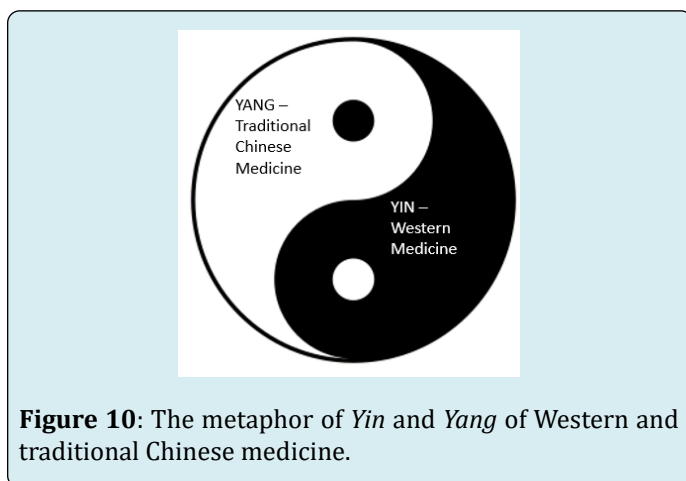 YANG –
Traditional
Chinese
Medicine
YIN –
Western
Medicine
Figure 10: The metaphor of Yin and Yang of Western and
traditional Chinese medicine.